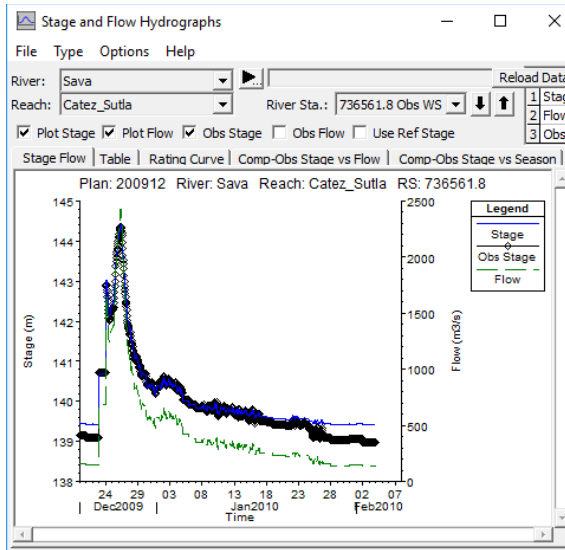 Stage and Flow Hydrographs
File Type Options Help
River: Sava Reload Data
Reach: Catez_Sutla River Sta.: 736561.8 Obs WS 1 Stag
2 Flow
Plot Stage Plot Flow Obs Stage Obs Flow Use Ref Stage 3 Obs
Stage Flow Table Rating Curve Comp-Obs Stage vs Flow Comp-Obs Stage vs Season
Plan: 200912 River: Sava Reach: Catez_Sutla RS: 736561.8
145 2500
Legend
Stage
Obs Stage
Flow
144
2000
143
1500
142
Stage (m)
Flow (m3/s)
141
1000
140
500
139
138 0
24 29 03 08 13 18 23 28 02 07
Dec2009 Jan2010 Feb2010
Time